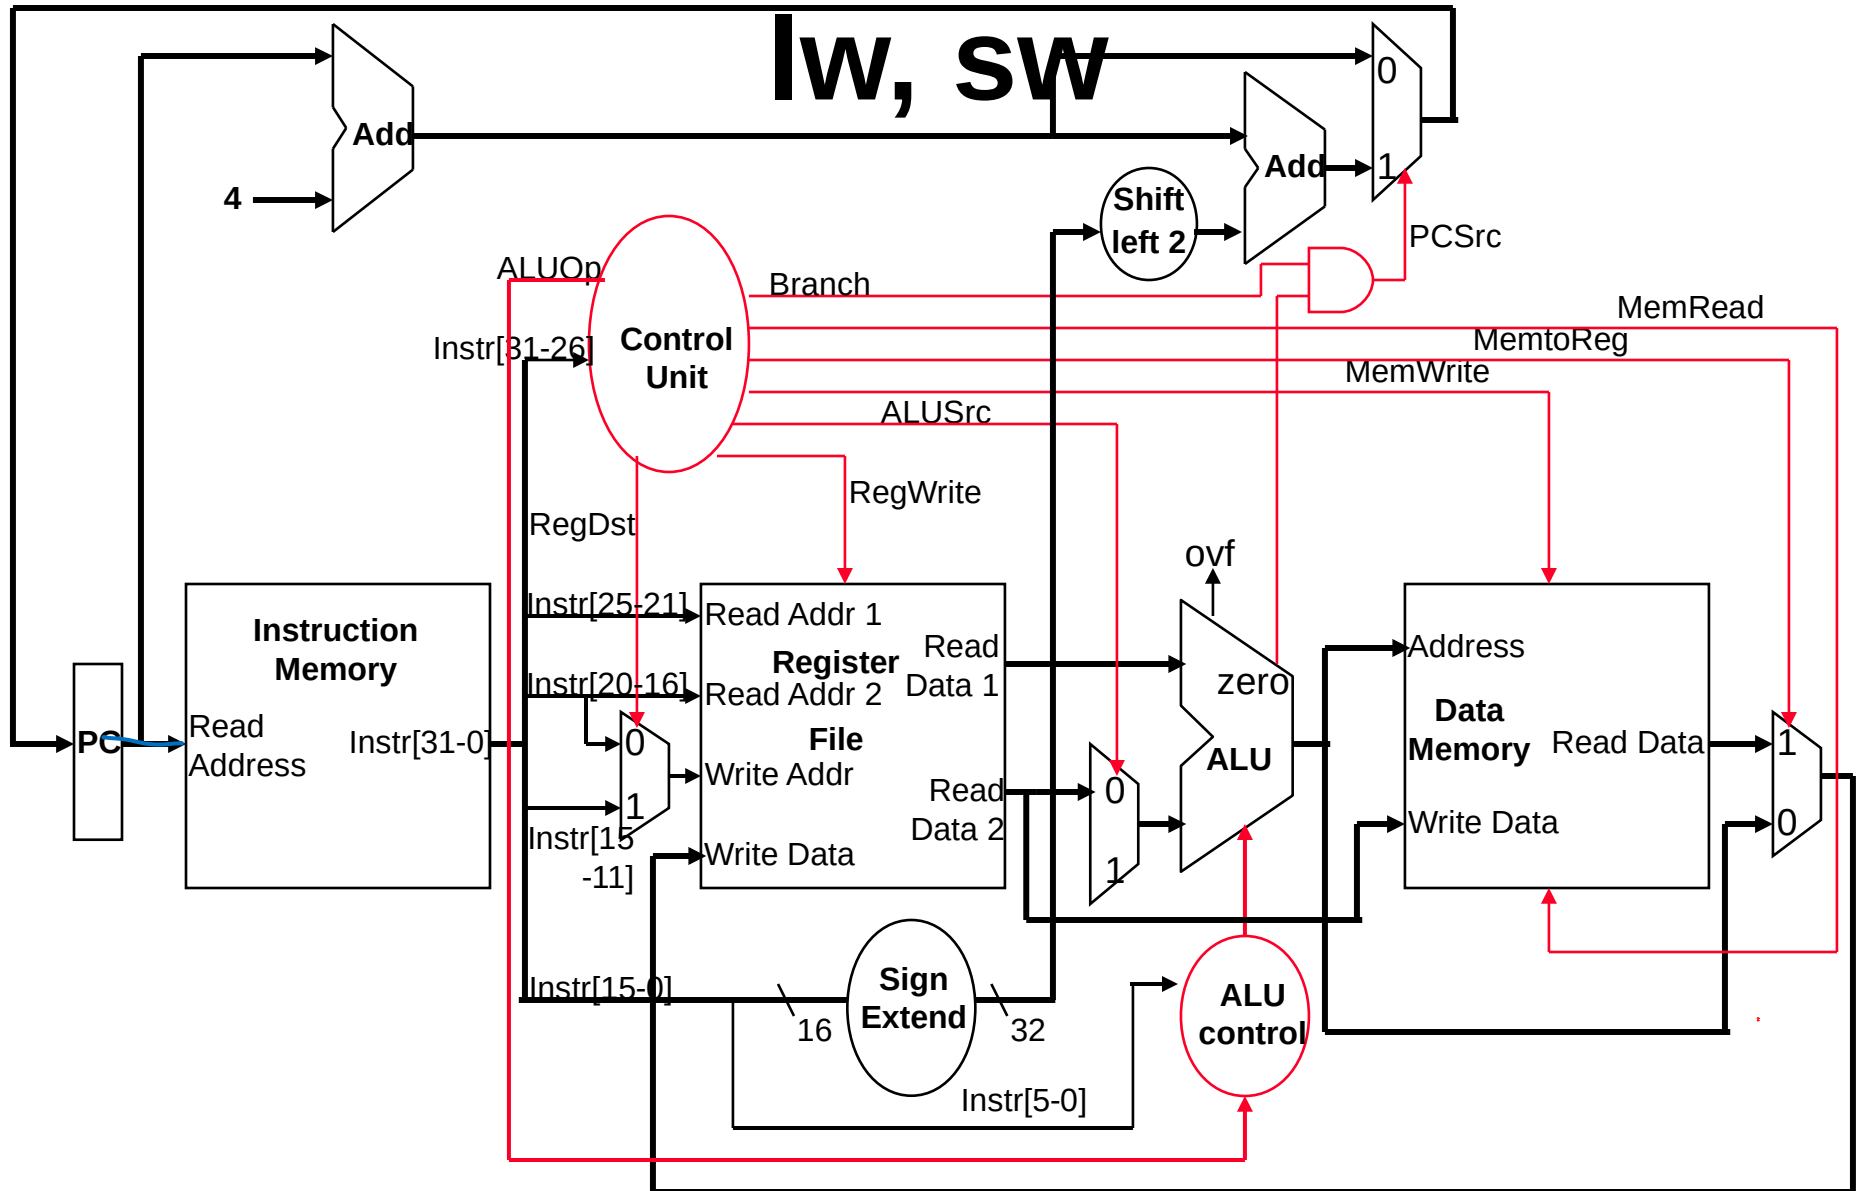 lw, sw
0
Add
Add
1
4
Shift
left 2
PCSrc
ALUOp
Branch
MemRead
Instr[31-26]
Control
Unit
MemtoReg
MemWrite
ALUSrc
RegWrite
RegDst
ovf
Instruction
Memory
Instr[25-21]
Read Addr 1
Register
Read
Data 1
Address
Instr[20-16]
Read Addr 2
zero
Data
Memory
PC
Read
Address
Instr[31-0]
0
File
Write Addr
ALU
Read Data
1
1
Read
Data 2
0
Write Data
0
Instr[15
-11]
Write Data
1
Instr[15-0]
16
Sign
Extend
32
ALU
control
Instr[5-0]